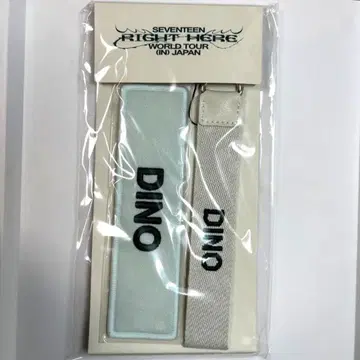 SEVENTEEN
RIGHT HERE
WORLD TOUR
(IN) JAPAN
DINO
DINO